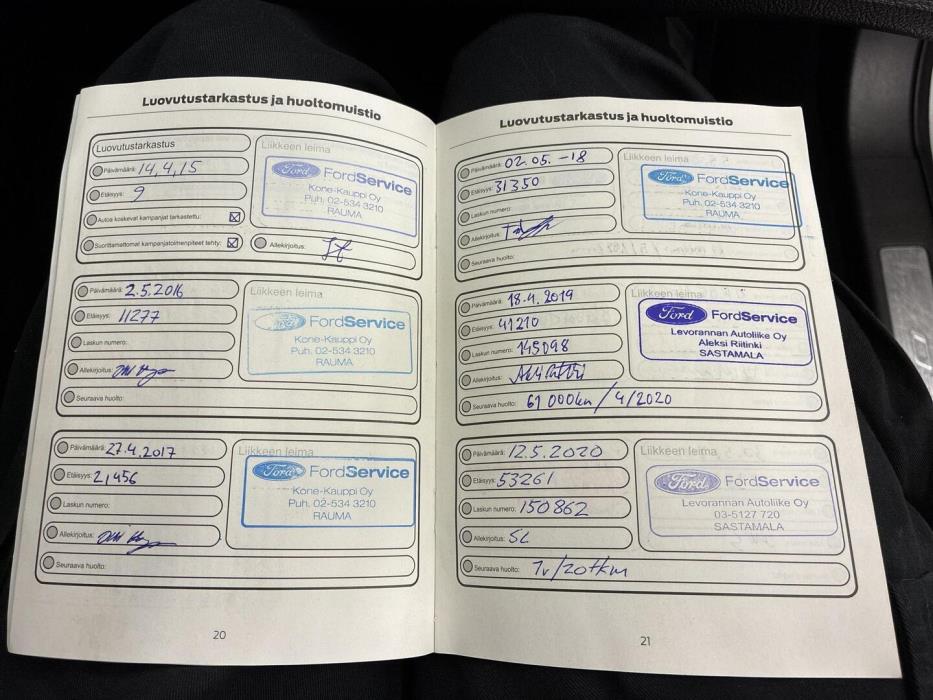 Luovutustarkastus ja huoltomuistio
Luovutustarkastus
Päivämäärä: 14,4,15
Etäisyys: 9
Autoa koskevat kampanjat tarkastettu: ☒
Suorittamattomat kampanjatoimenpiteet tehty: ☒
Liikkeen leima
Ford FordService
Kone-Kauppi Oy
Puh. 02-534 3210
RAUMA
Allekirjoitus:
Päivämäärä: 2.5.2016
Etäisyys: 11277
Laskun numero:
Allekirjoitus:
Seuraava huolto:
Liikkeen leima
Ford FordService
Kone-Kauppi Oy
Puh. 02-534 3210
RAUMA
Päivämäärä: 27.4.2017
Etäisyys: 21,456
Laskun numero:
Allekirjoitus:
Seuraava huolto:
Liikkeen leima
Ford FordService
Kone-Kauppi Oy
Puh. 02-534 3210
RAUMA
20
Luovutustarkastus ja huoltomuistio
Päivämäärä: 02.05.-18
Etäisyys: 31350
Laskun numero:
Allekirjoitus:
Seuraava huolto:
Liikkeen leima
Ford FordService
Kone-Kauppi Oy
Puh. 02-534 3210
RAUMA
Päivämäärä: 18.4.2019
Etäisyys: 41210
Laskun numero: 145098
Allekirjoitus:
Seuraava huolto: 61 000km / 4/2020
Liikkeen leima
Ford FordService
Levorannan Autoliike Oy
Aleksi Riitinki
SASTAMALA
Päivämäärä: 12.5.2020
Etäisyys: 53261
Laskun numero: 150862
Allekirjoitus: SL
Seuraava huolto: 1v/20tkm
Liikkeen leima
Ford FordService
Levorannan Autoliike Oy
03-5127 720
SASTAMALA
21